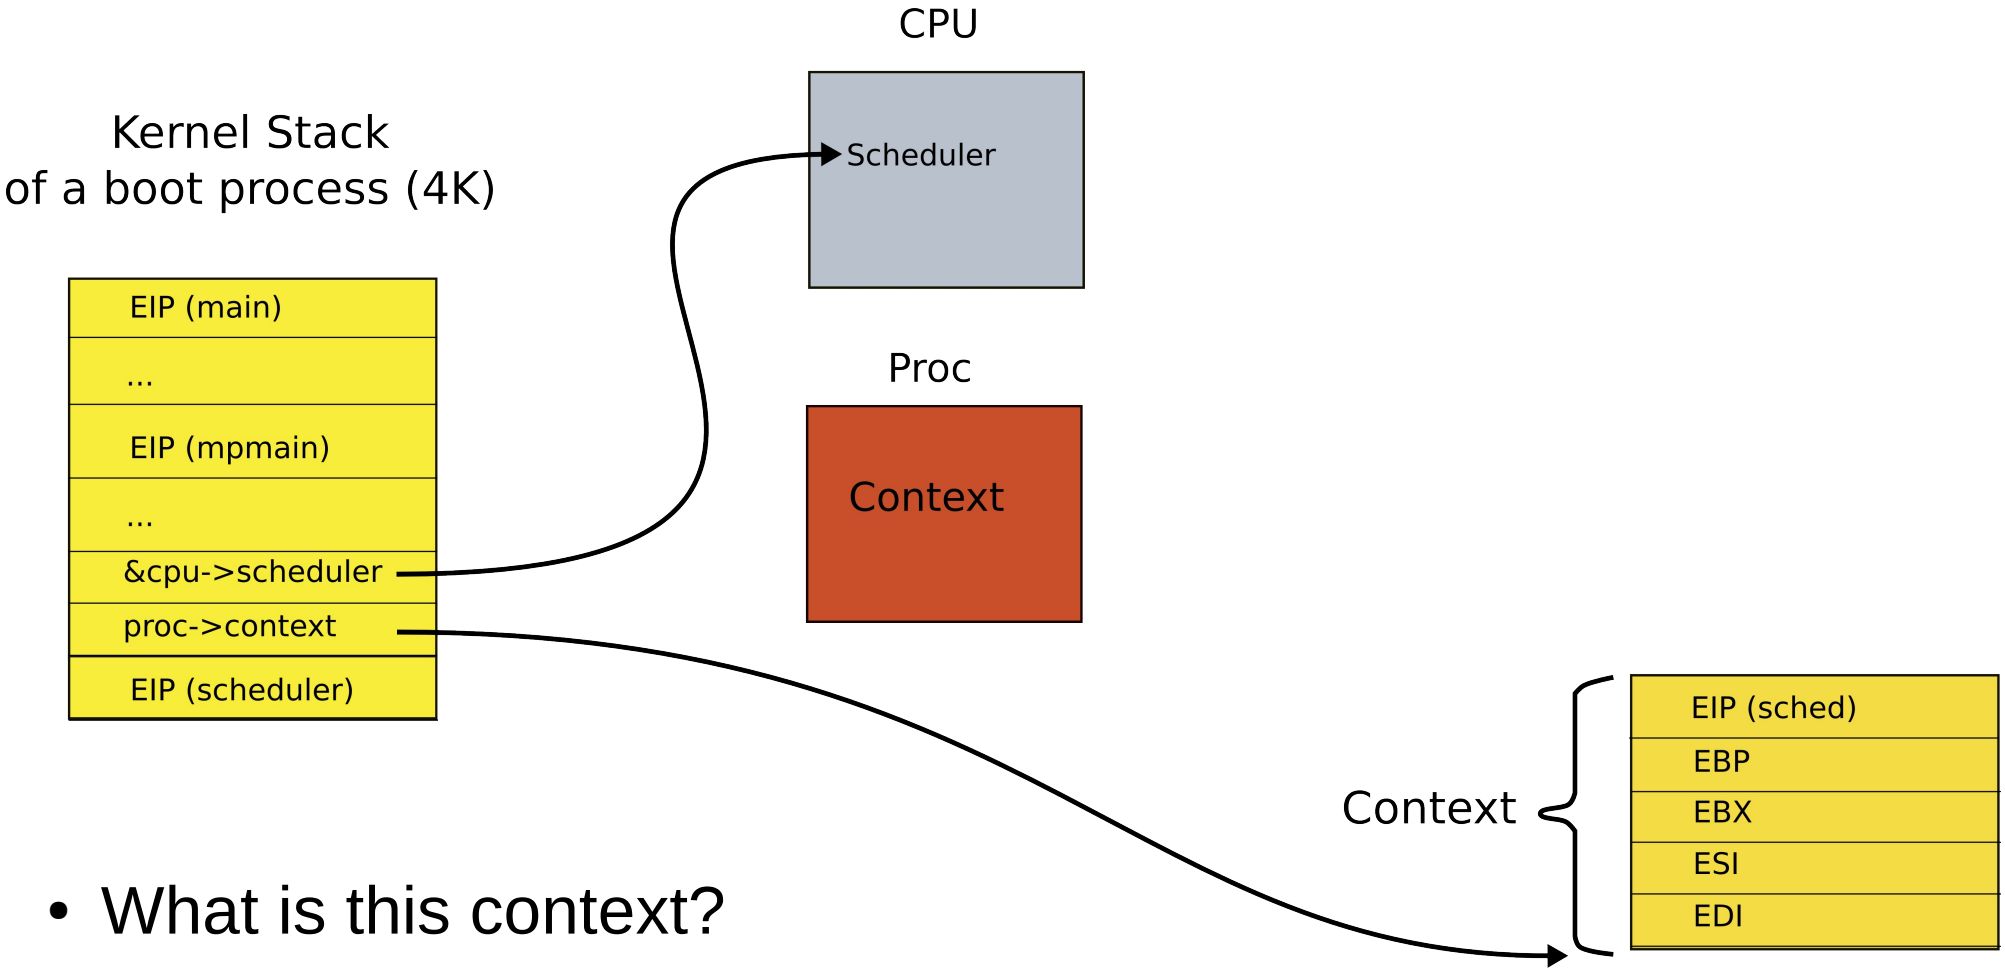 CPU
Scheduler
Kernel Stack
of a boot process (4K)
EIP (main)
...
EIP (mpmain)
...
&cpu->scheduler
proc->context
EIP (scheduler)
Proc
Context
Context
EIP (sched)
EBP
EBX
ESI
EDI
• What is this context?